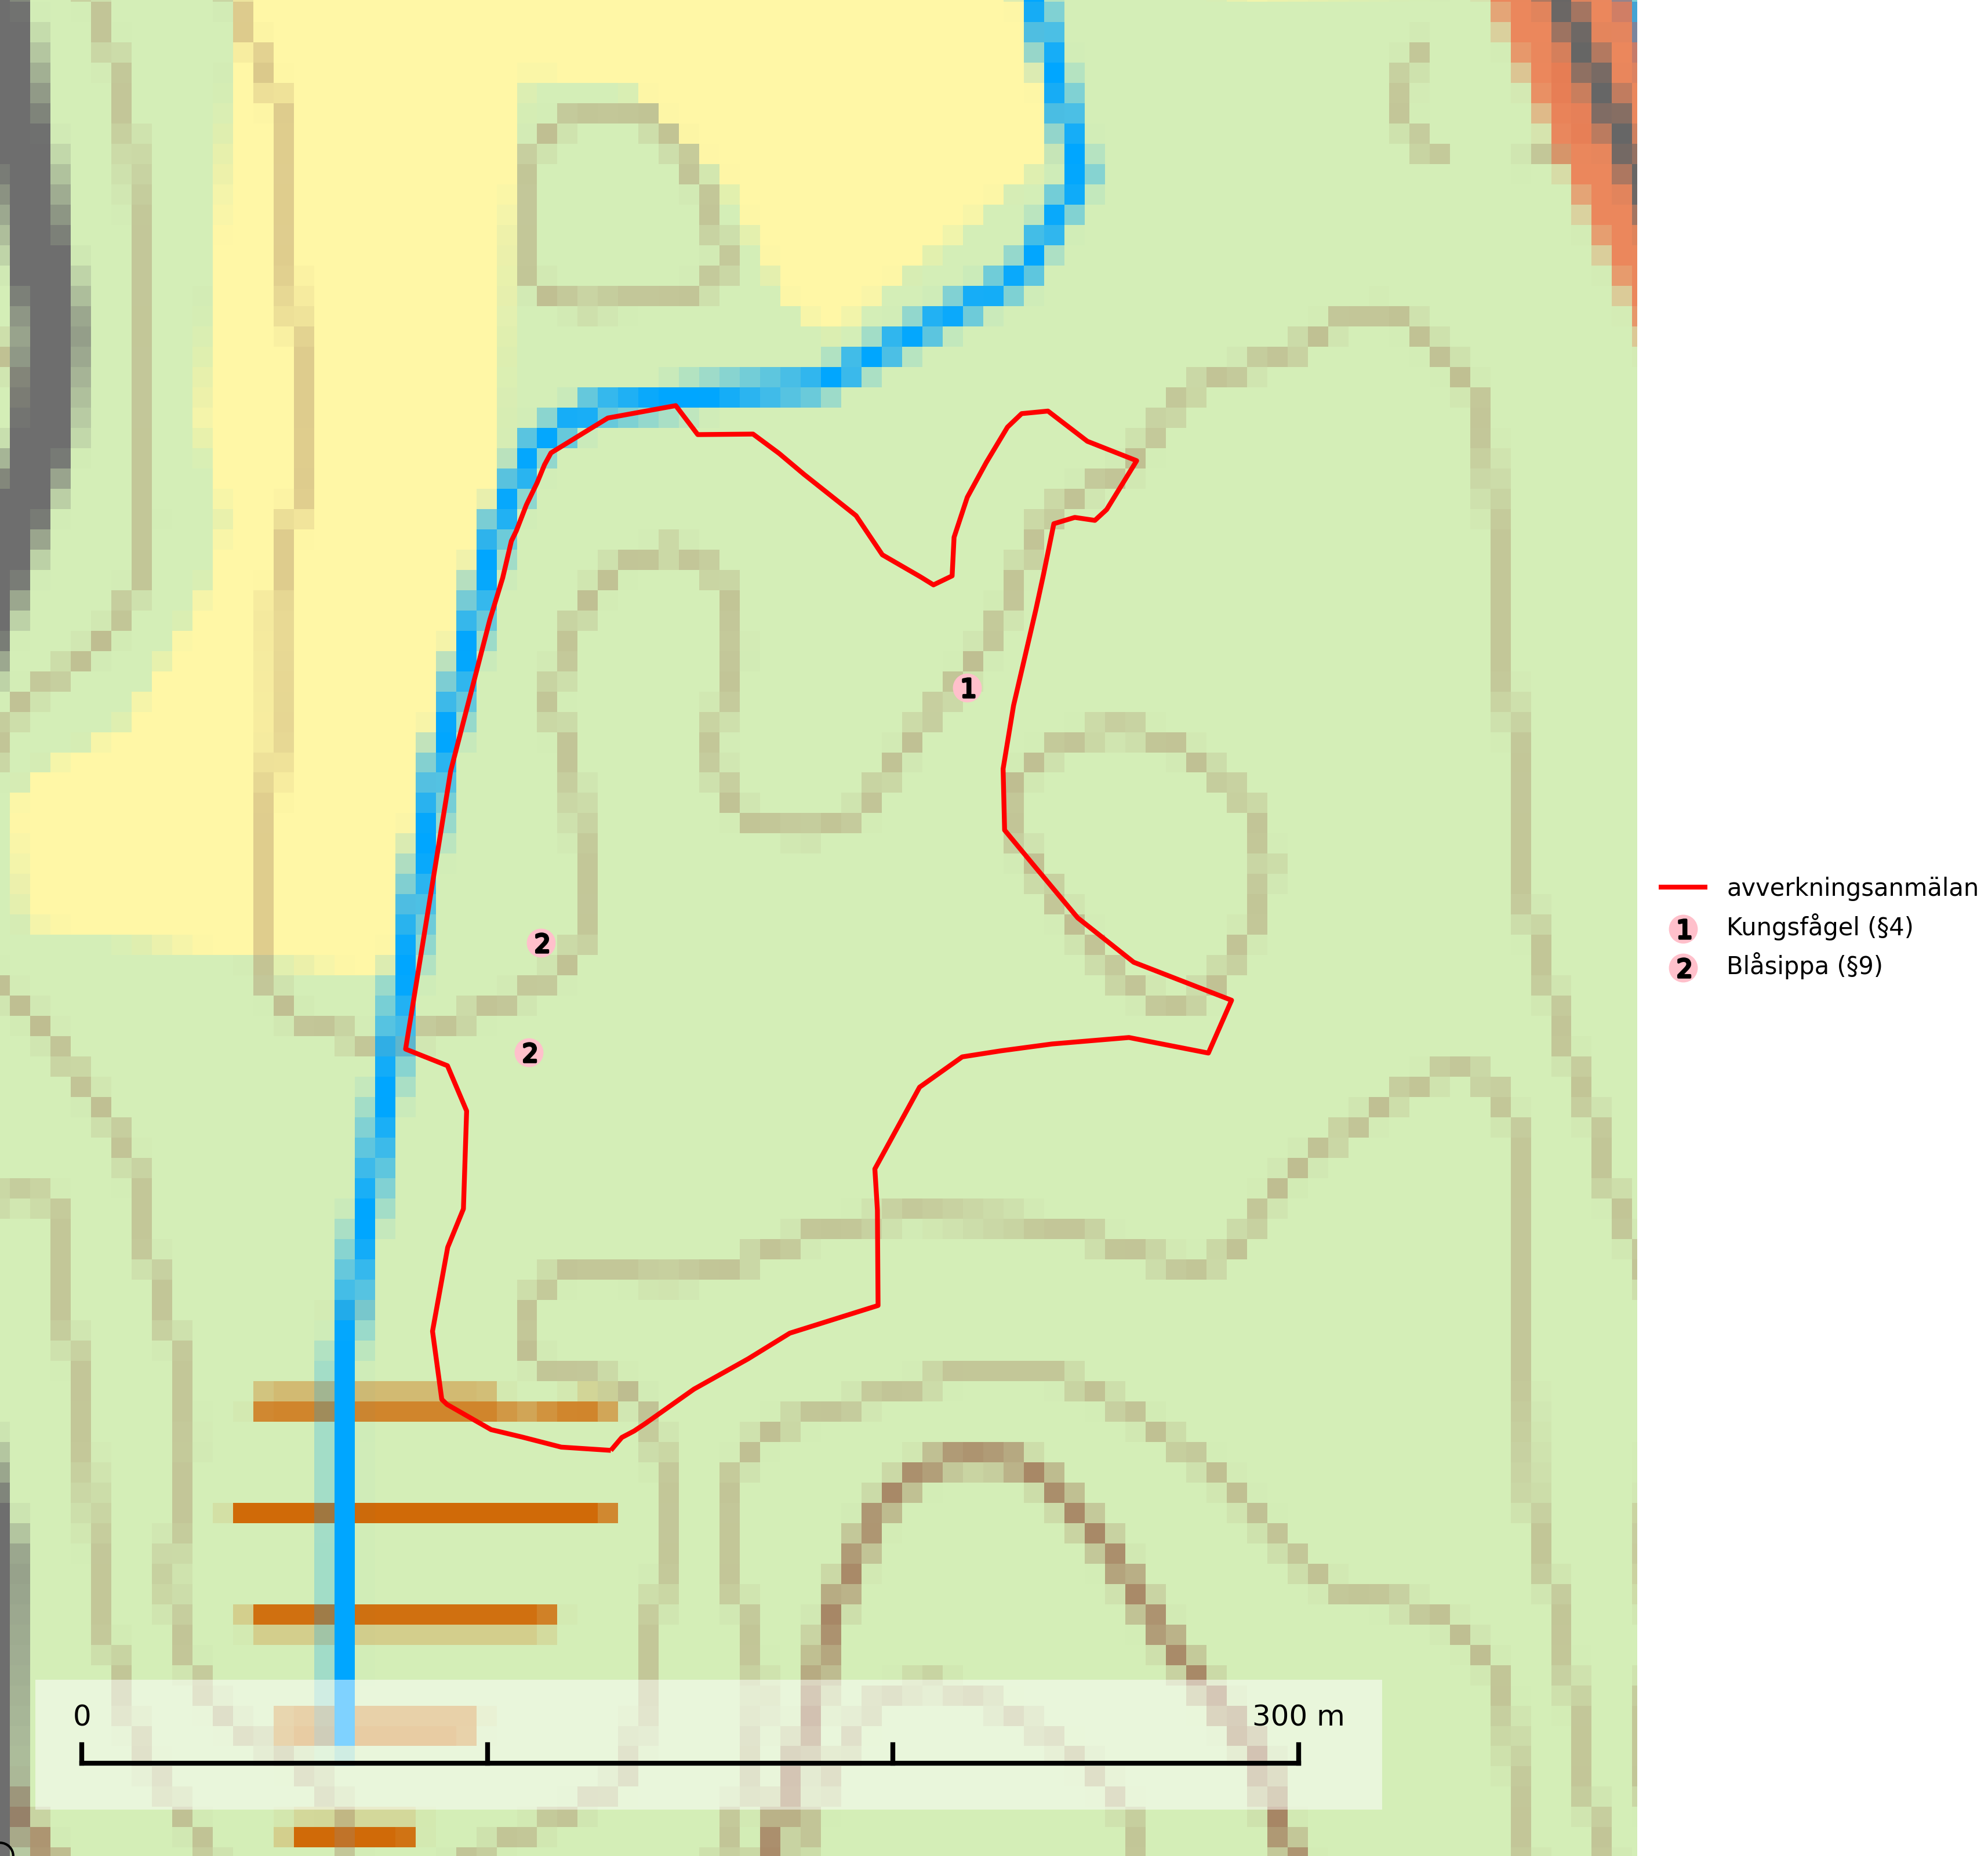 1
2
2
avverkningsanmälan
1 Kungsfågel (§4)
2 Blåsippa (§9)
0 300 m